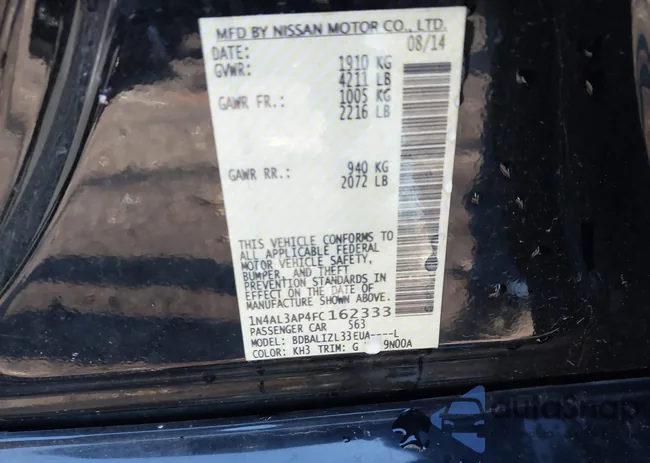 MFD BY NISSAN MOTOR CO., LTD.
DATE: 08/14
GVWR: 1910 KG
4211 LB
GAWR FR.: 1005 KG
2216 LB
GAWR RR.: 940 KG
2072 LB
THIS VEHICLE CONFORMS TO
ALL APPLICABLE FEDERAL
MOTOR VEHICLE SAFETY,
BUMPER, AND THEFT
PREVENTION STANDARDS IN
EFFECT ON THE DATE OF
MANUFACTURE SHOWN ABOVE.
1N4AL3AP4FC162333
PASSENGER CAR 563
MODEL: BDBALIZL33EUA----L
COLOR: KH3 TRIM: G 9N00A
autoSnap